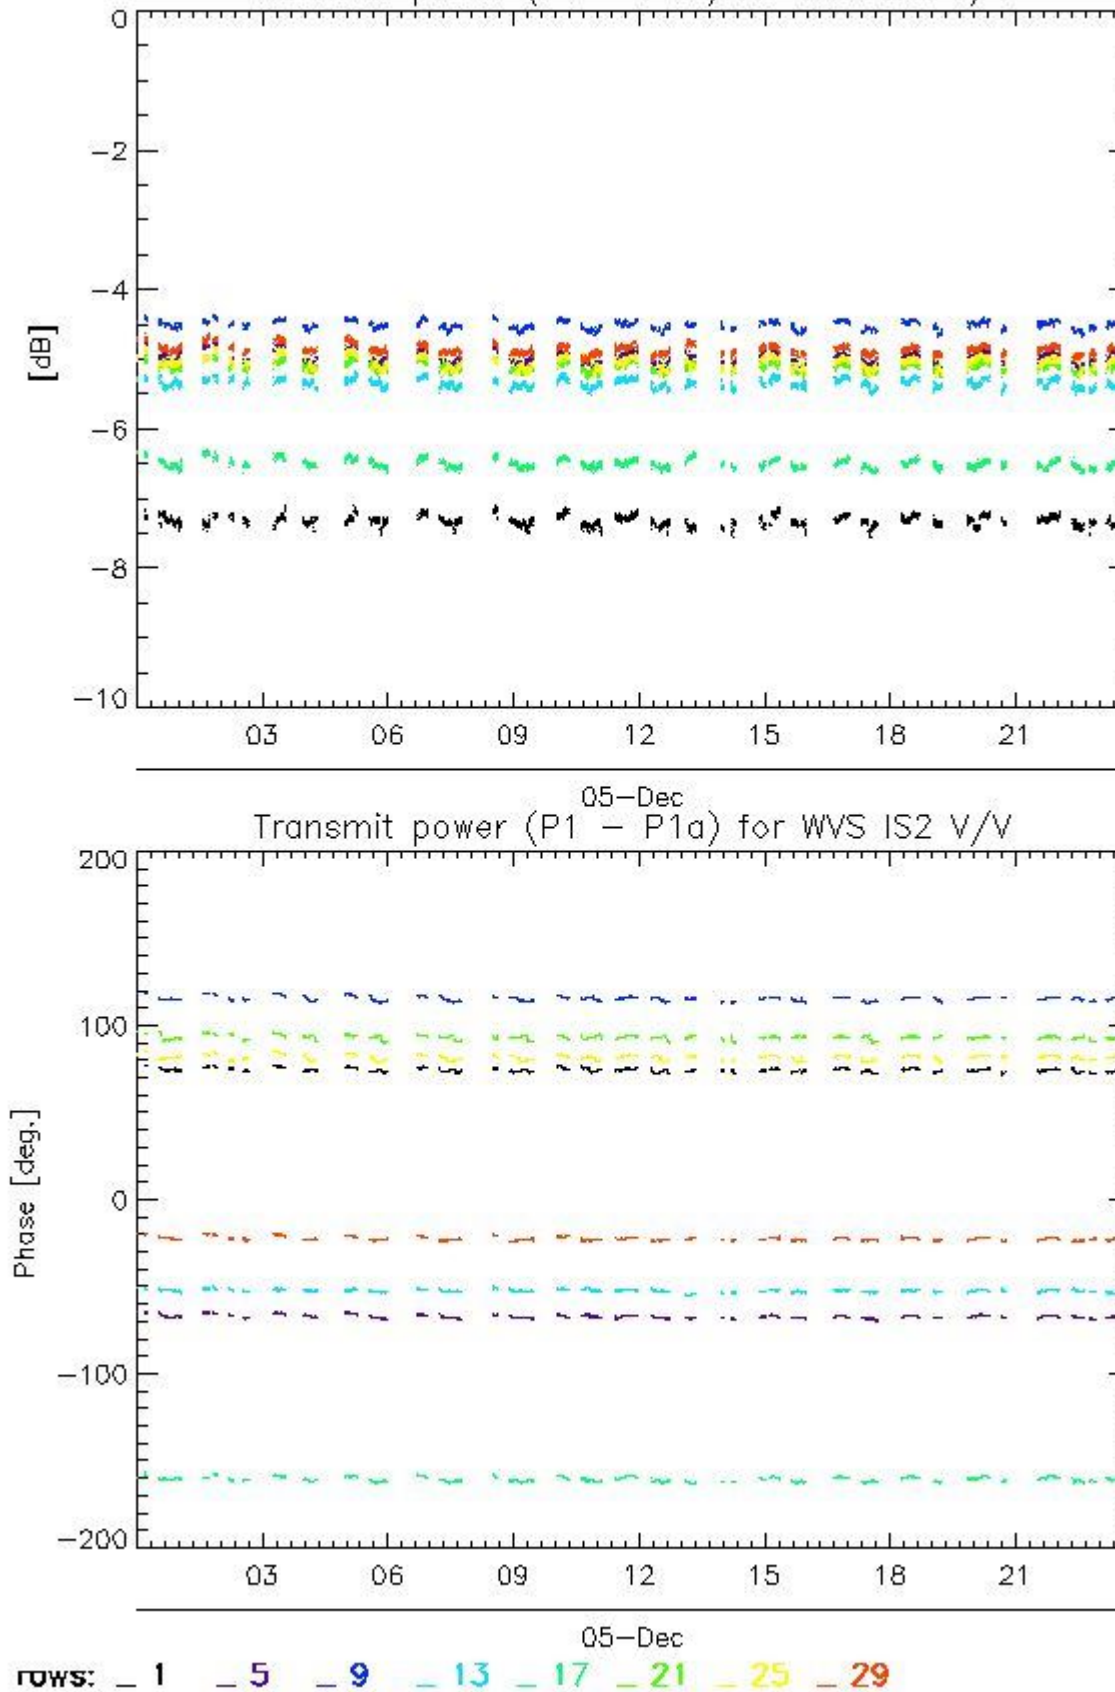 0
-2
-4
[dB]
-6
-8
-10
03 06 09 12 15 18 21
05-Dec
Transmit power (P1 - P1a) for WVS IS2 V/V
200
100
0
Phase [deg.]
-100
-200
03 06 09 12 15 18 21
05-Dec
rows: _ 1 _ 5 _ 9 _ 13 _ 17 _ 21 _ 25 _ 29